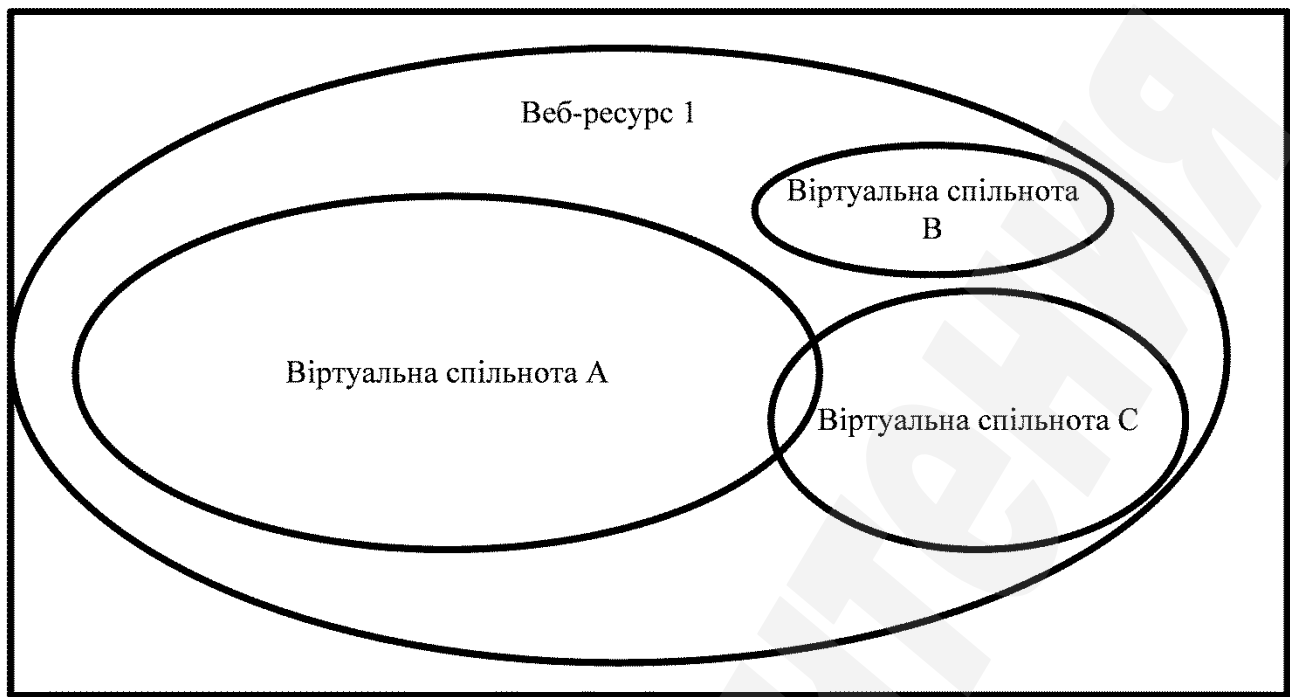 Веб-ресурс 1
Віртуальна спільнота
B
Віртуальна спільнота A
Віртуальна спільнота C